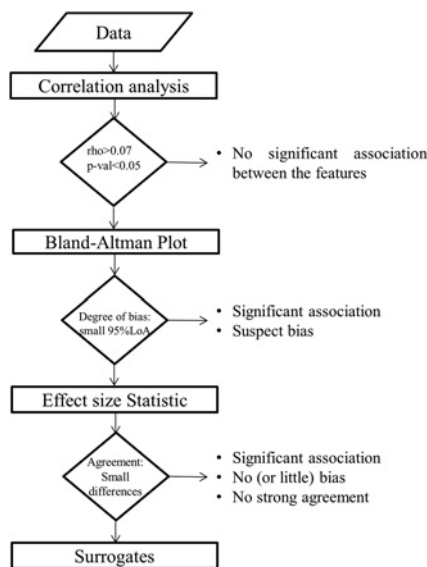 Data
Correlation analysis
rho>0.07
p-val<0.05
• No significant association
between the features
Bland-Altman Plot
Degree of bias:
small 95%LoA
• Significant association
• Suspect bias
Effect size Statistic
Agreement:
Small
differences
• Significant association
• No (or little) bias
• No strong agreement
Surrogates